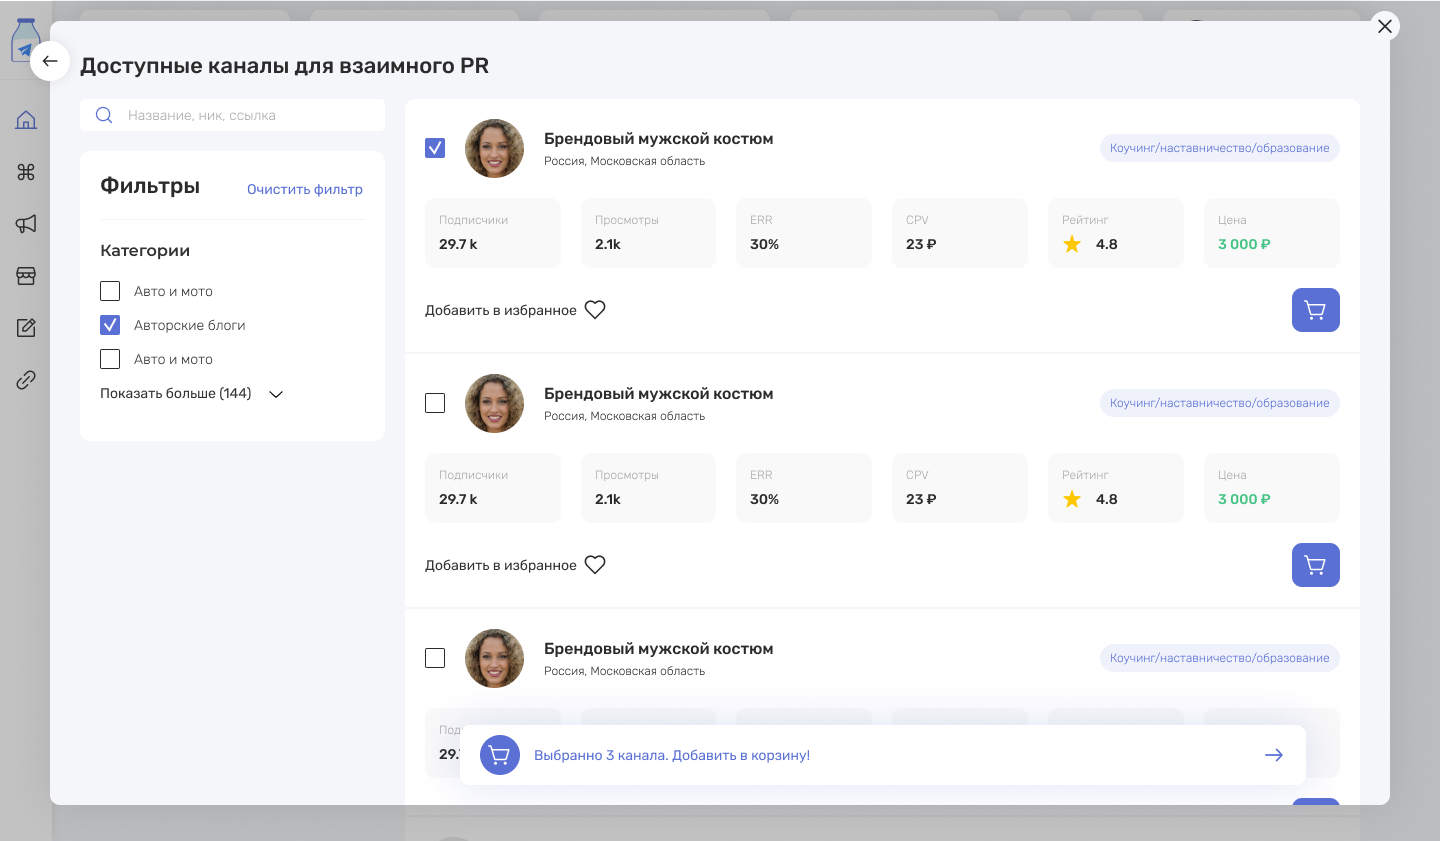 Доступные каналы для взаимного PR
Название, ник, ссылка
Фильтры
Очистить фильтр
Категории
Авто и мото
Авторские блоги
Авто и мото
Показать больше (144)
Брендовый мужской костюм
Россия, Московская область
Коучинг/наставничество/образование
Подписчики
29.7 k
Просмотры
2.1k
ERR
30%
CPV
23 ₽
Рейтинг
4.8
Цена
3 000 ₽
Добавить в избранное
Брендовый мужской костюм
Россия, Московская область
Коучинг/наставничество/образование
Подписчики
29.7 k
Просмотры
2.1k
ERR
30%
CPV
23 ₽
Рейтинг
4.8
Цена
3 000 ₽
Добавить в избранное
Брендовый мужской костюм
Россия, Московская область
Коучинг/наставничество/образование
Выбранно 3 канала. Добавить в корзину!